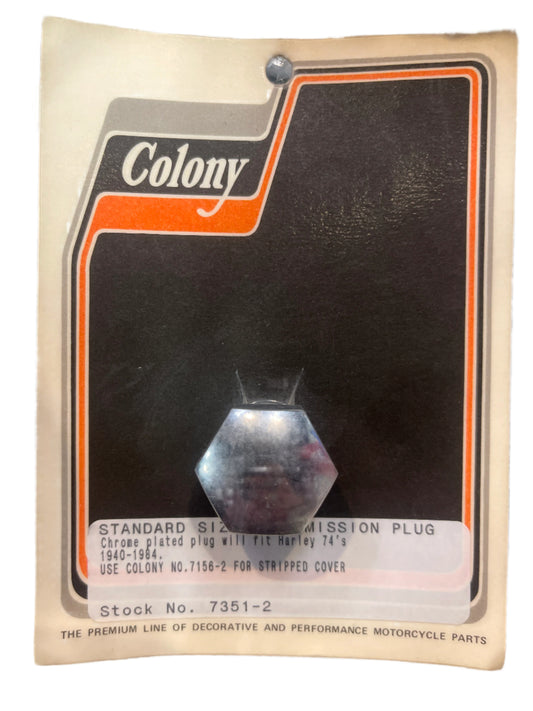 Colony
STANDARD SIZ MISSION PLUG
Chrome plated plug will fit Harley 74's
1940-1984.
USE COLONY NO.7156-2 FOR STRIPPED COVER
Stock No. 7351-2
THE PREMIUM LINE OF DECORATIVE AND PERFORMANCE MOTORCYCLE PARTS